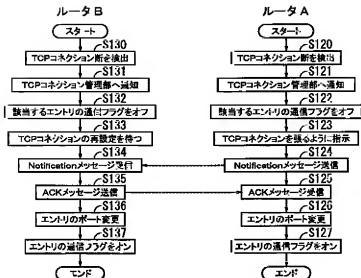 ルータB
スタート
S130
TCPコネクション断を検出
S131
TCPコネクション管理部へ通知
S132
該当するエントリの通信フラグをオフ
S133
TCPコネクションの再設定を待つ
S134
Notificationメッセージ受信
S135
ACKメッセージ送信
S136
エントリのポート変更
S137
エントリの通信フラグをオン
エンド
ルータA
スタート
S120
TCPコネクション断を検出
S121
TCPコネクション管理部へ通知
S122
該当するエントリの通信フラグをオフ
S123
TCPコネクションを張るように指示
S124
Notificationメッセージ送信
S125
ACKメッセージ受信
S126
エントリのポート変更
S127
エントリの通信フラグをオン
エンド